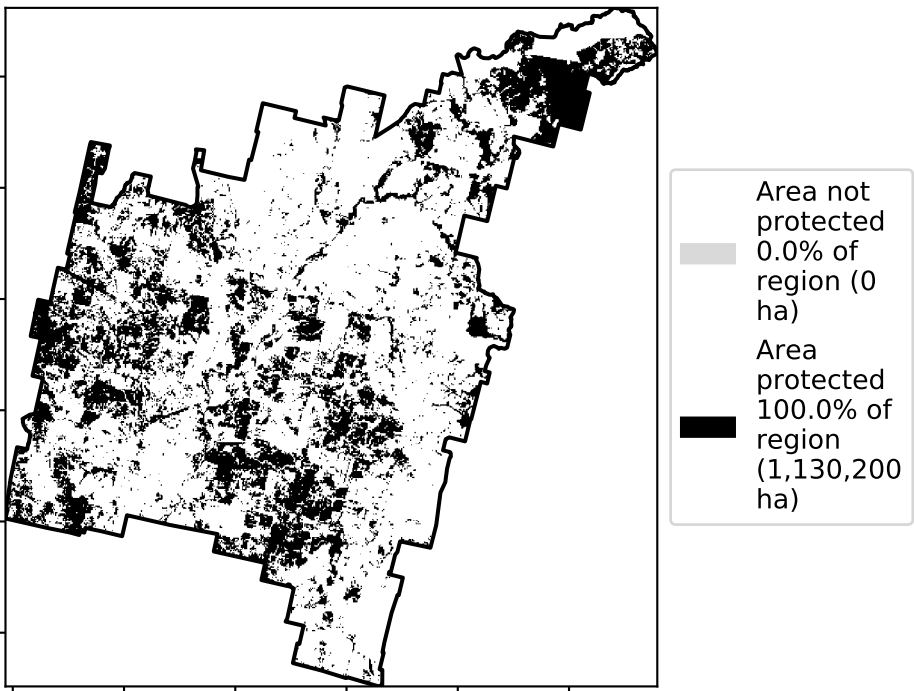 Area not
protected
0.0% of
region (0
ha)
Area
protected
100.0% of
region
(1,130,200
ha)